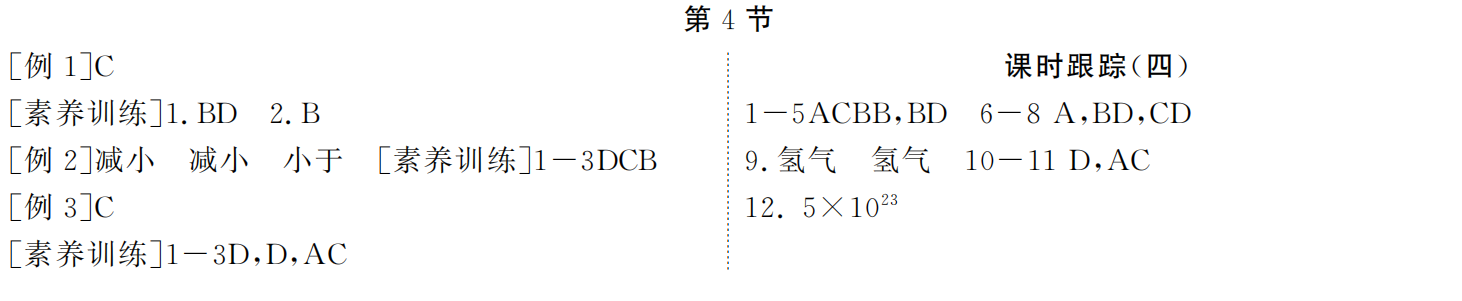 第 4 节
[例 1]C
[素养训练]1. BD 2. B
[例 2]减小 减小 小于 [素养训练]1－3DCB
[例 3]C
[素养训练]1－3D,D,AC
课时跟踪(四)
1－5ACBB,BD 6－8 A,BD,CD
9. 氢气 氢气 10－11 D,AC
12. 5×10²³